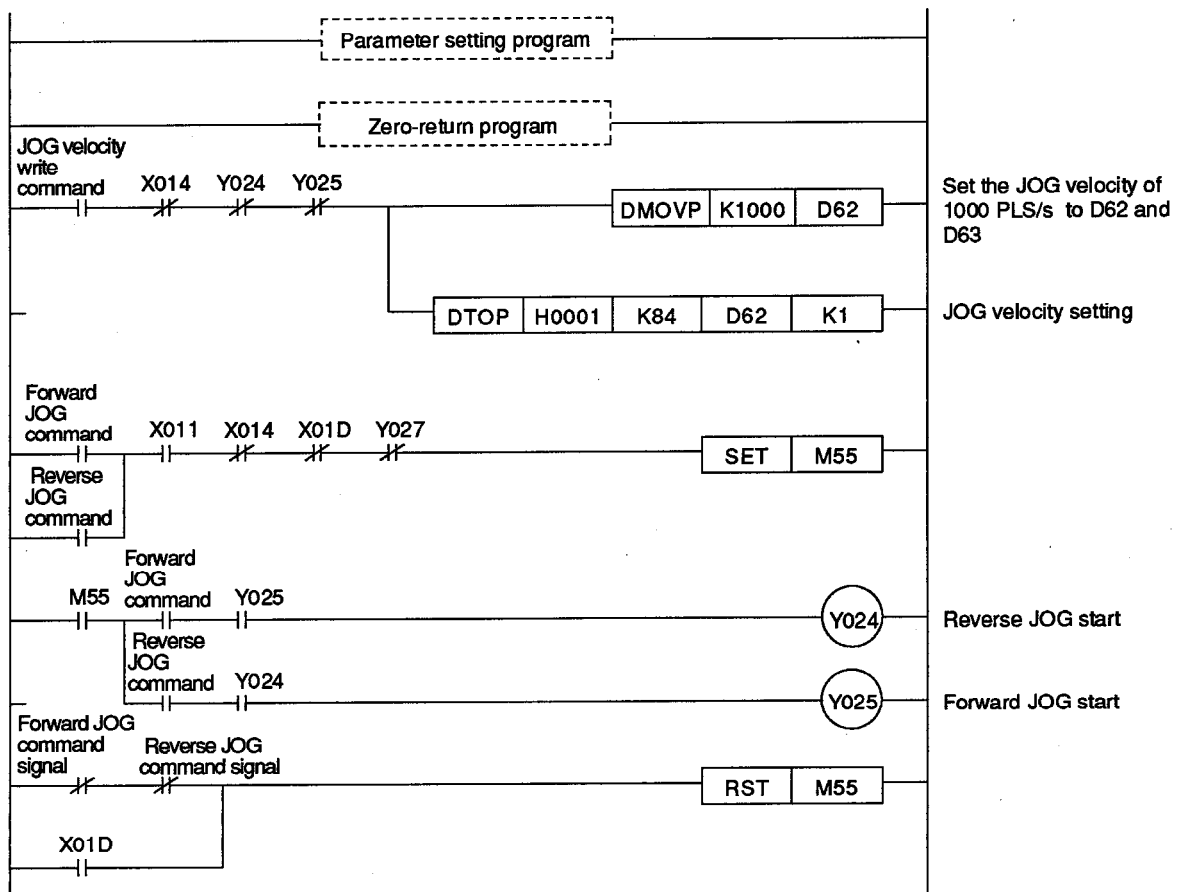 Parameter setting program
Zero-return program
JOG velocity
write
command
X014
Y024
Y025
DMOVP K1000 D62
Set the JOG velocity of
1000 PLS/s to D62 and
D63
DTOP H0001 K84 D62 K1
JOG velocity setting
Forward
JOG
command
X011
X014
X01D
Y027
SET M55
Reverse
JOG
command
M55
Forward
JOG
command
Y025
Y024
Reverse JOG start
Reverse
JOG
command
Y024
Y025
Forward JOG start
Forward JOG
command
signal
Reverse JOG
command signal
RST M55
X01D